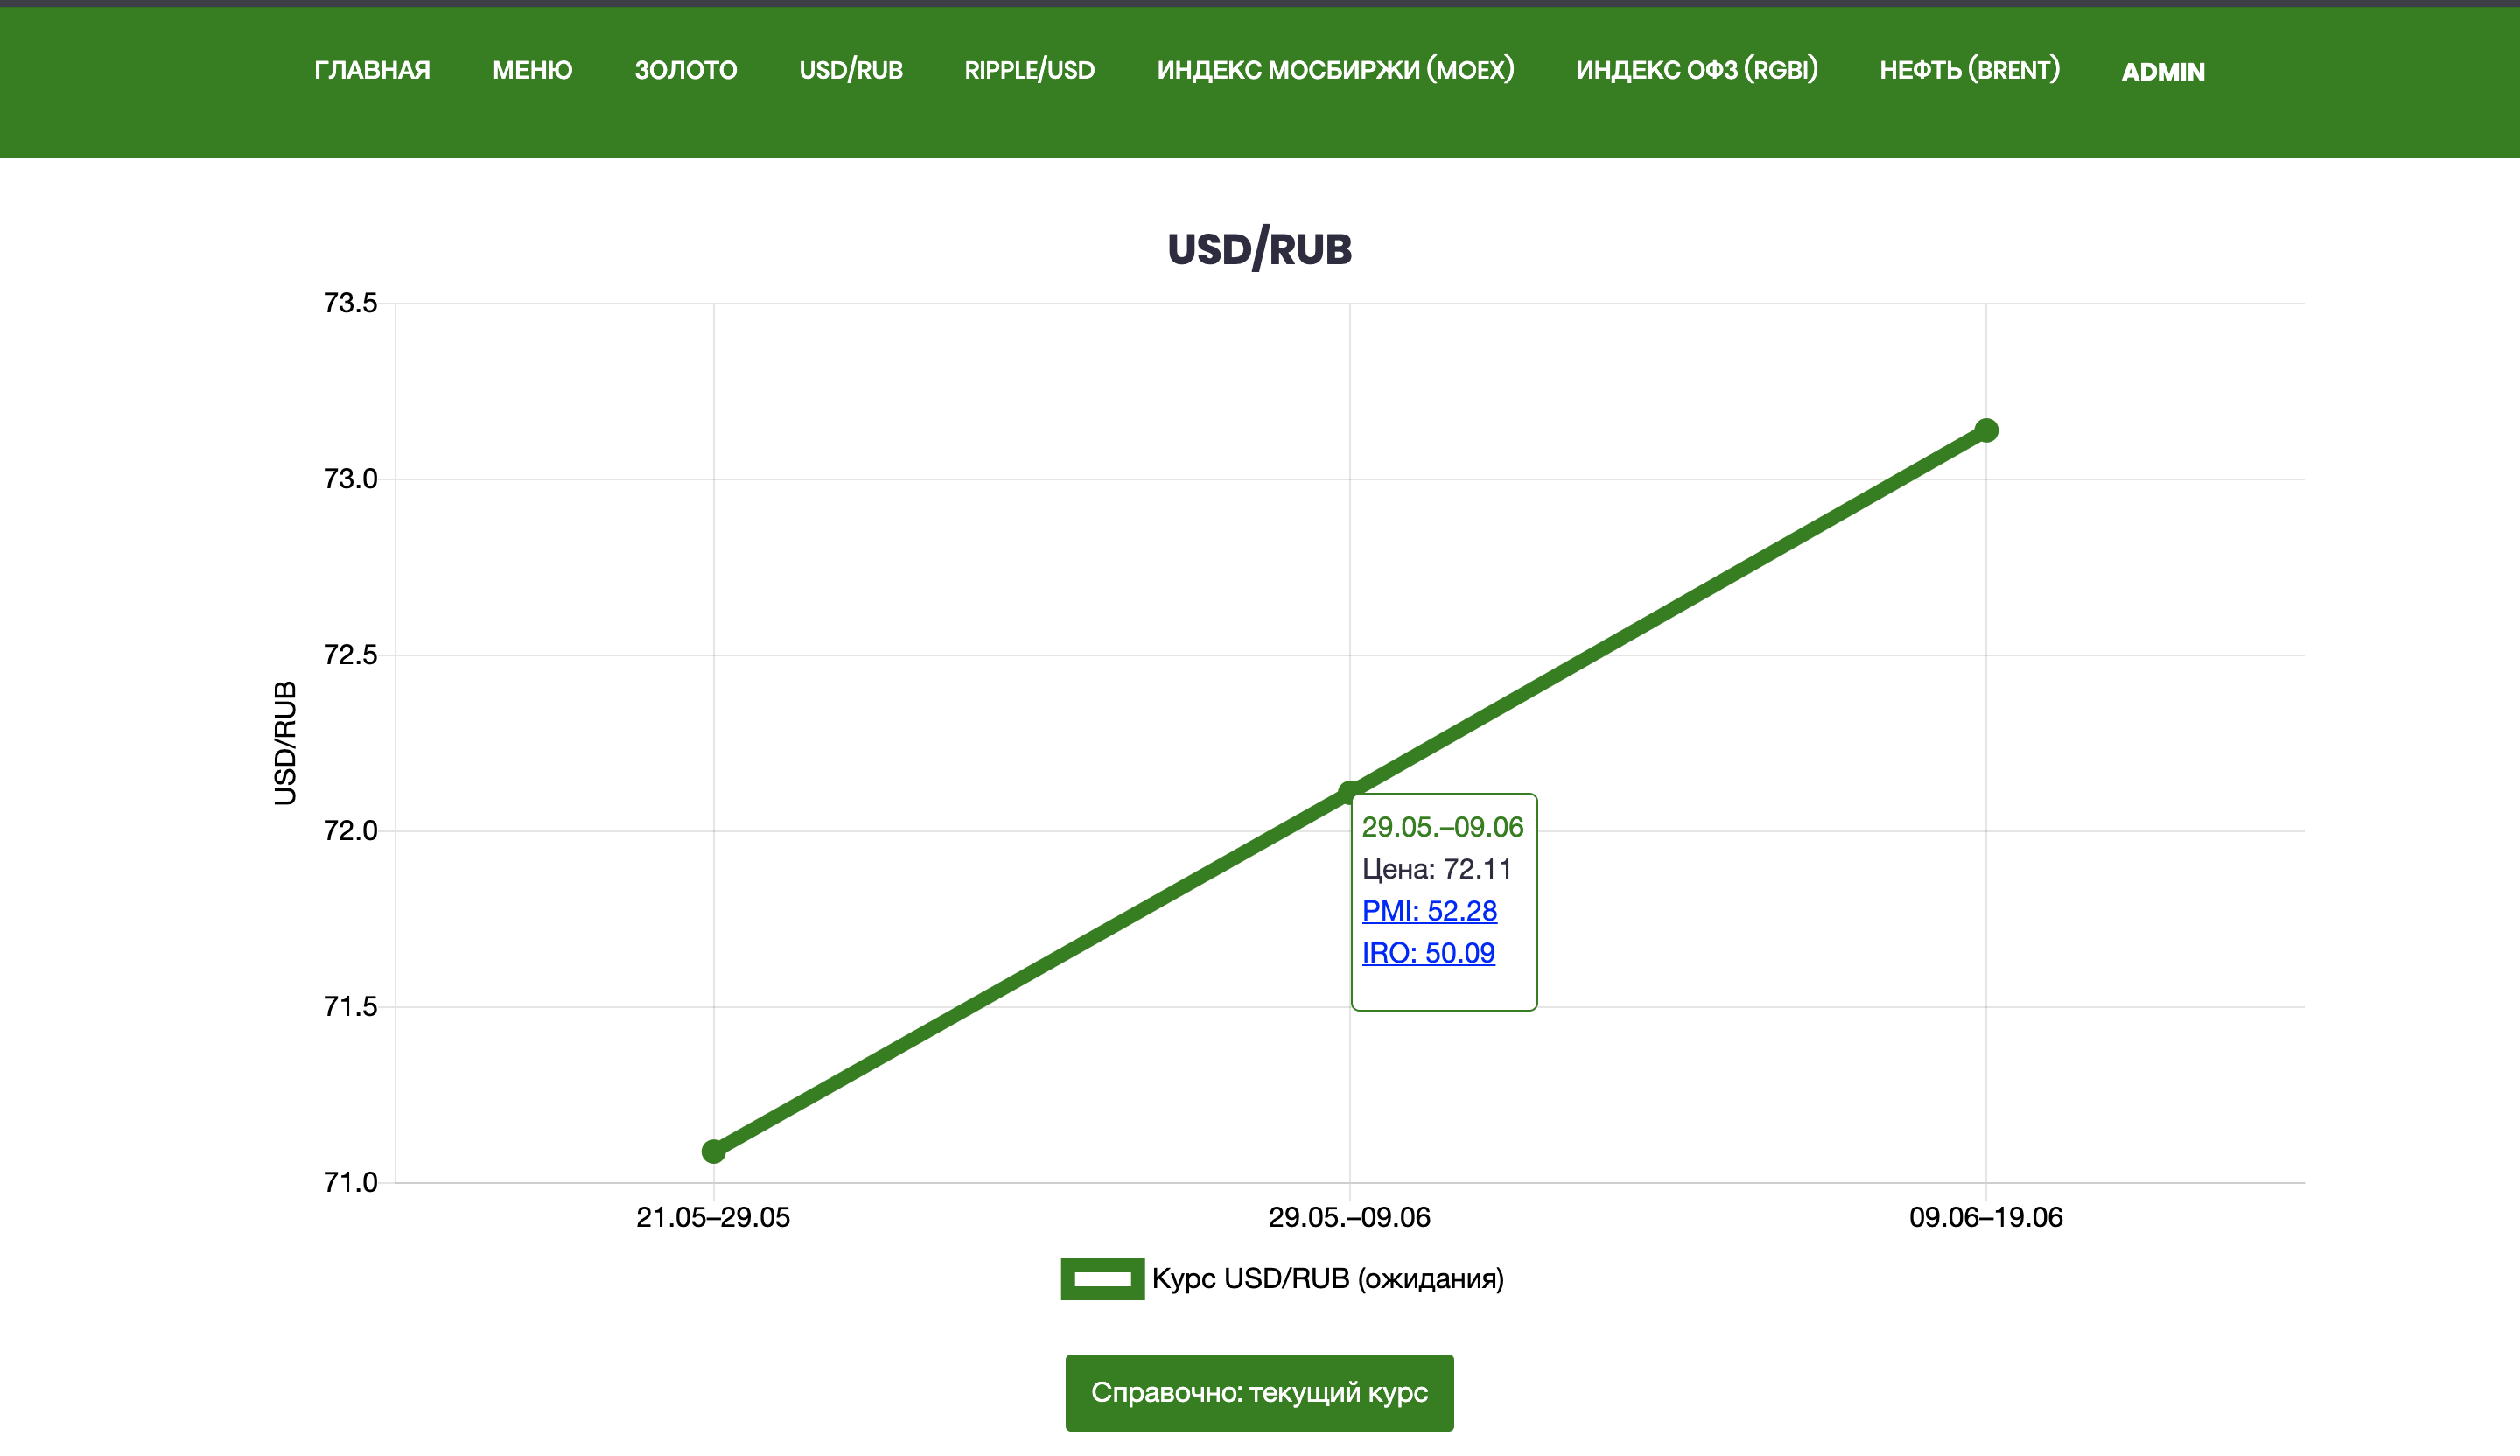 ГЛАВНАЯ МЕНЮ ЗОЛОТО USD/RUB RIPPLE/USD ИНДЕКС МОСБИРЖИ (MOEX) ИНДЕКС ОФЗ (RGBI) НЕФТЬ (BRENT) ADMIN
USD/RUB
73.5
73.0
72.5
72.0
71.5
71.0
USD/RUB
29.05.–09.06
Цена: 72.11
PMI: 52.28
IRO: 50.09
21.05–29.05 29.05.–09.06 09.06–19.06
Курс USD/RUB (ожидания)
Справочно: текущий курс